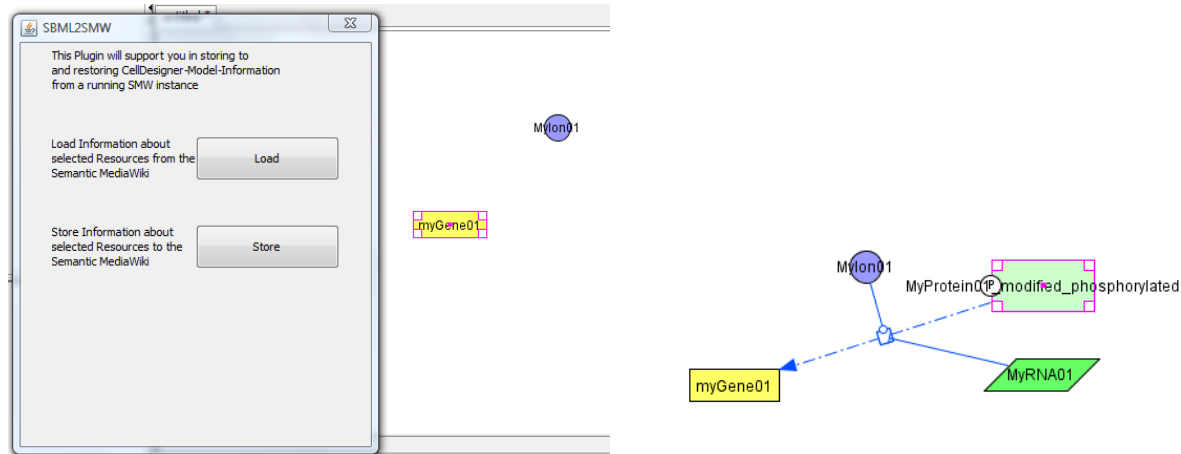 SBML2SMW
This Plugin will support you in storing to
and restoring CellDesigner-Model-Information
from a running SMW instance
Load Information about
selected Resources from the
Semantic MediaWiki
Load
Store Information about
selected Resources to the
Semantic MediaWiki
Store
MyIon01
myGene01
MyIon01
MyProtein01_modified_phosphorylated
P
myGene01
MyRNA01